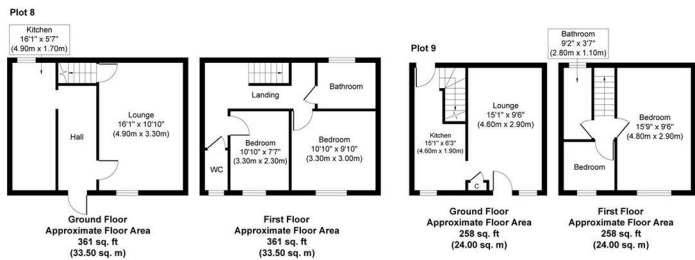 Plot 8
Kitchen
16'1" x 5'7"
(4.90m x 1.70m)
Hall
Lounge
16'1" x 10'10"
(4.90m x 3.30m)
Ground Floor
Approximate Floor Area
361 sq. ft
(33.50 sq. m)
Landing
Bathroom
WC
Bedroom
10'10" x 7'7"
(3.30m x 2.30m)
Bedroom
10'10" x 9'10"
(3.30m x 3.00m)
First Floor
Approximate Floor Area
361 sq. ft
(33.50 sq. m)
Plot 9
Kitchen
15'1" x 6'3"
(4.60m x 1.90m)
Lounge
15'1" x 9'6"
(4.60m x 2.90m)
C
Ground Floor
Approximate Floor Area
258 sq. ft
(24.00 sq. m)
Bathroom
9'2" x 3'7"
(2.80m x 1.10m)
Bedroom
15'9" x 9'6"
(4.80m x 2.90m)
Bedroom
First Floor
Approximate Floor Area
258 sq. ft
(24.00 sq. m)